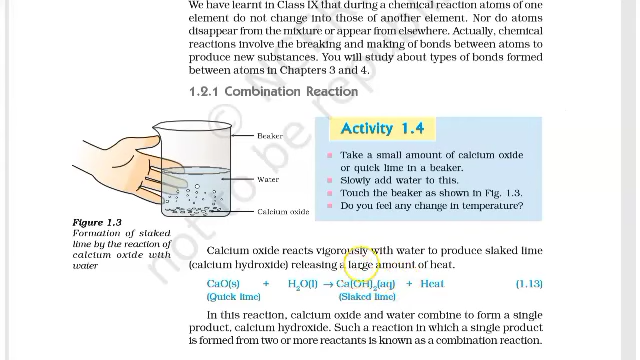 We have learnt in Class IX that during a chemical reaction atoms of one
element do not change into those of another element. Nor do atoms
disappear from the mixture or appear from elsewhere. Actually, chemical
reactions involve the breaking and making of bonds between atoms to
produce new substances. You will study about types of bonds formed
between atoms in Chapters 3 and 4.
1.2.1 Combination Reaction
Beaker
Water
Calcium oxide
Figure 1.3
Formation of slaked
lime by the reaction of
calcium oxide with
water
Activity 1.4
Take a small amount of calcium oxide
or quick lime in a beaker.
Slowly add water to this.
Touch the beaker as shown in Fig. 1.3.
Do you feel any change in temperature?
Calcium oxide reacts vigorously with water to produce slaked lime
(calcium hydroxide) releasing a large amount of heat.
CaO(s) + H₂O(l) → Ca(OH)₂(aq) + Heat (1.13)
(Quick lime) (Slaked lime)
In this reaction, calcium oxide and water combine to form a single
product, calcium hydroxide. Such a reaction in which a single product
is formed from two or more reactants is known as a combination reaction.